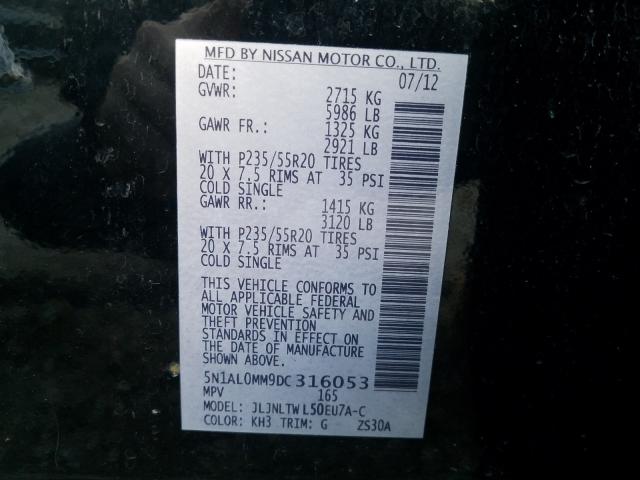 MFD BY NISSAN MOTOR CO., LTD.
DATE: 07/12
GVWR: 2715 KG
5986 LB
GAWR FR.: 1325 KG
2921 LB
WITH P235/55R20 TIRES
20 X 7.5 RIMS AT 35 PSI
COLD SINGLE
GAWR RR.: 1415 KG
3120 LB
WITH P235/55R20 TIRES
20 X 7.5 RIMS AT 35 PSI
COLD SINGLE
THIS VEHICLE CONFORMS TO
ALL APPLICABLE FEDERAL
MOTOR VEHICLE SAFETY AND
THEFT PREVENTION
STANDARDS IN EFFECT ON
THE DATE OF MANUFACTURE
SHOWN ABOVE.
5N1AL0MM9DC316053
MPV 165
MODEL: JLJNLTWL50EU7A-C
COLOR: KH3 TRIM: G ZS30A